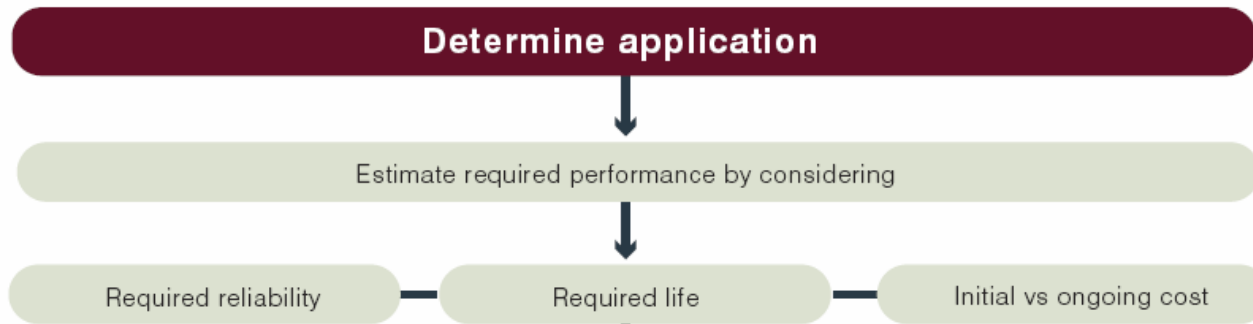 Determine application
Estimate required performance by considering
Required reliability
Required life
Initial vs ongoing cost